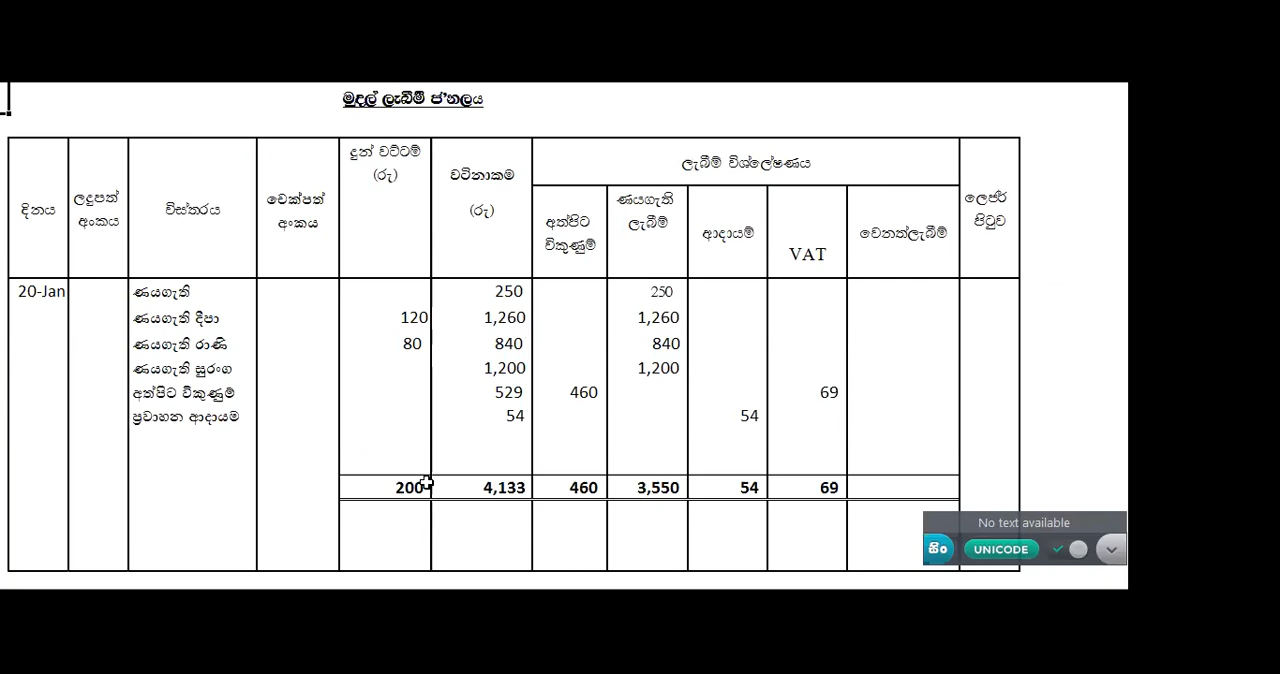 මුදල් ලැබීම් ජ'නලය
දිනය ලදුපත් අංකය විස්තරය චෙක්පත් අංකය දුන් වට්ටම් (රු) වටිනාකම (රු) ලැබීම් විශ්ලේෂණය ලෙජර් පිටුව
අත්පිට විකුණුම් ණයගැති ලැබීම් ආදායම් VAT වෙනත්ලැබීම්
20-Jan ණයගැති 250 250
ණයගැති දීපා 120 1,260 1,260
ණයගැති රාණි 80 840 840
ණයගැති සුරංග 1,200 1,200
අත්පිට විකුණුම් 529 460 69
ප්‍රවාහන ආදායම 54 54
200 4,133 460 3,550 54 69
No text available
සිං UNICODE